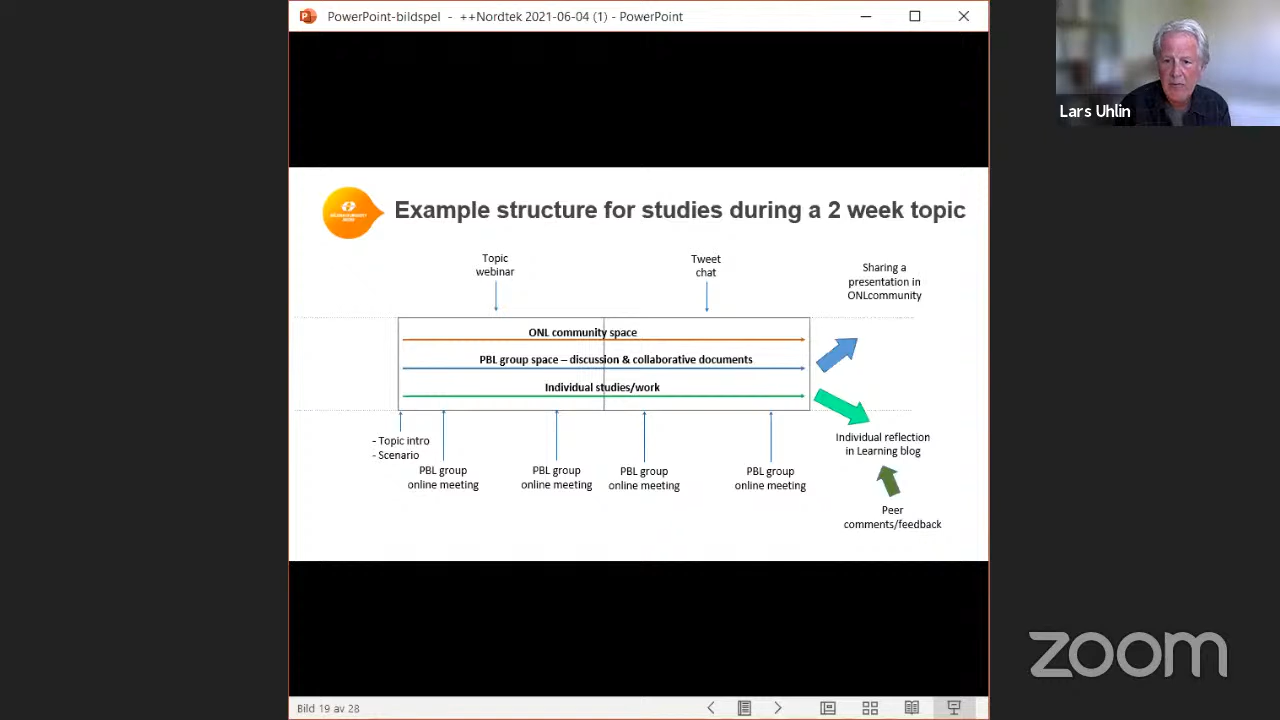 PowerPoint-bildspel - ++Nordtek 2021-06-04 (1) - PowerPoint
Lars Uhlin
Example structure for studies during a 2 week topic
Topic
webinar
Tweet
chat
Sharing a
presentation in
ONLcommunity
ONL community space
PBL group space – discussion & collaborative documents
Individual studies/work
- Topic intro
- Scenario
PBL group
online meeting
PBL group
online meeting
PBL group
online meeting
PBL group
online meeting
Individual reflection
in Learning blog
Peer
comments/feedback
zoom
Bild 19 av 28